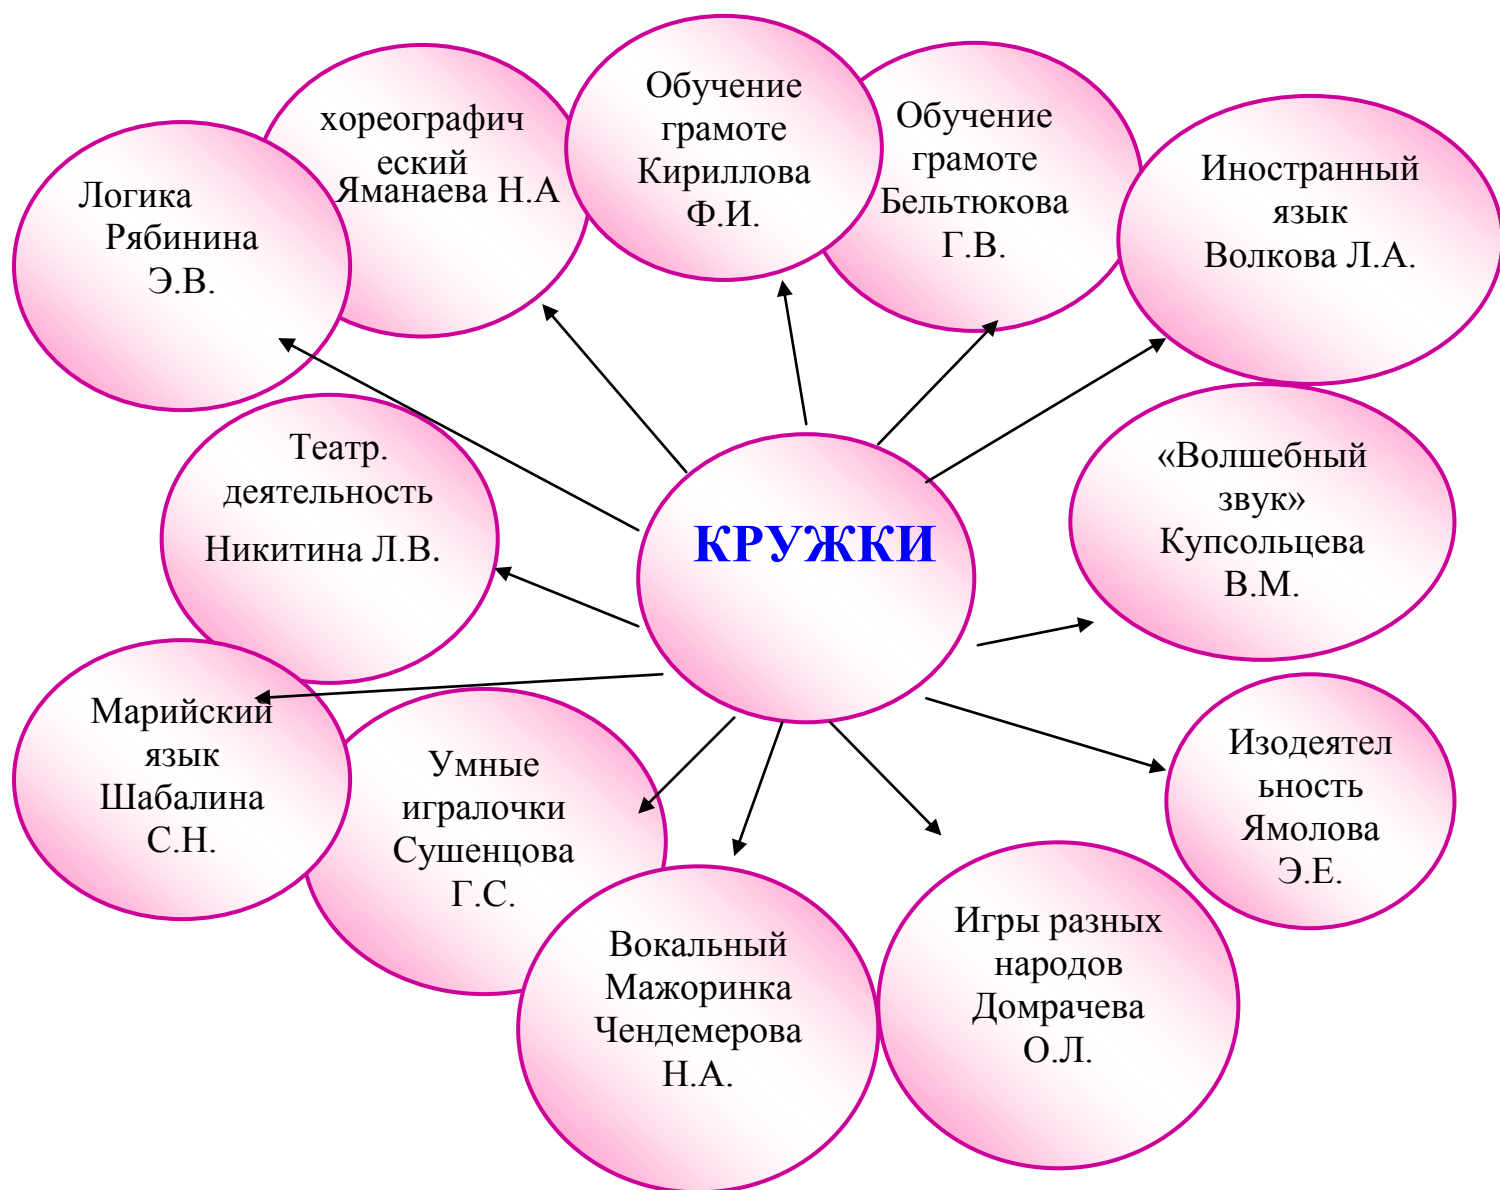 Логика
Рябинина
Э.В.
хореографич
еский
Яманаева Н.А
Обучение
грамоте
Кириллова
Ф.И.
Обучение
грамоте
Бельтюкова
Г.В.
Иностранный
язык
Волкова Л.А.
Театр.
деятельность
Никитина Л.В.
КРУЖКИ
«Волшебный
звук»
Купсольцева
В.М.
Марийский
язык
Шабалина
С.Н.
Умные
игралочки
Сушенцова
Г.С.
Вокальный
Мажоринка
Чендемерова
Н.А.
Игры разных
народов
Домрачева
О.Л.
Изодеятел
ьность
Ямолова
Э.Е.